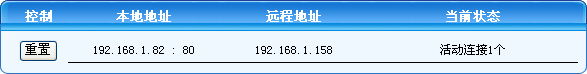 控制 本地地址 远程地址 当前状态
重置 192.168.1.82 : 80 192.168.1.158 活动连接1个